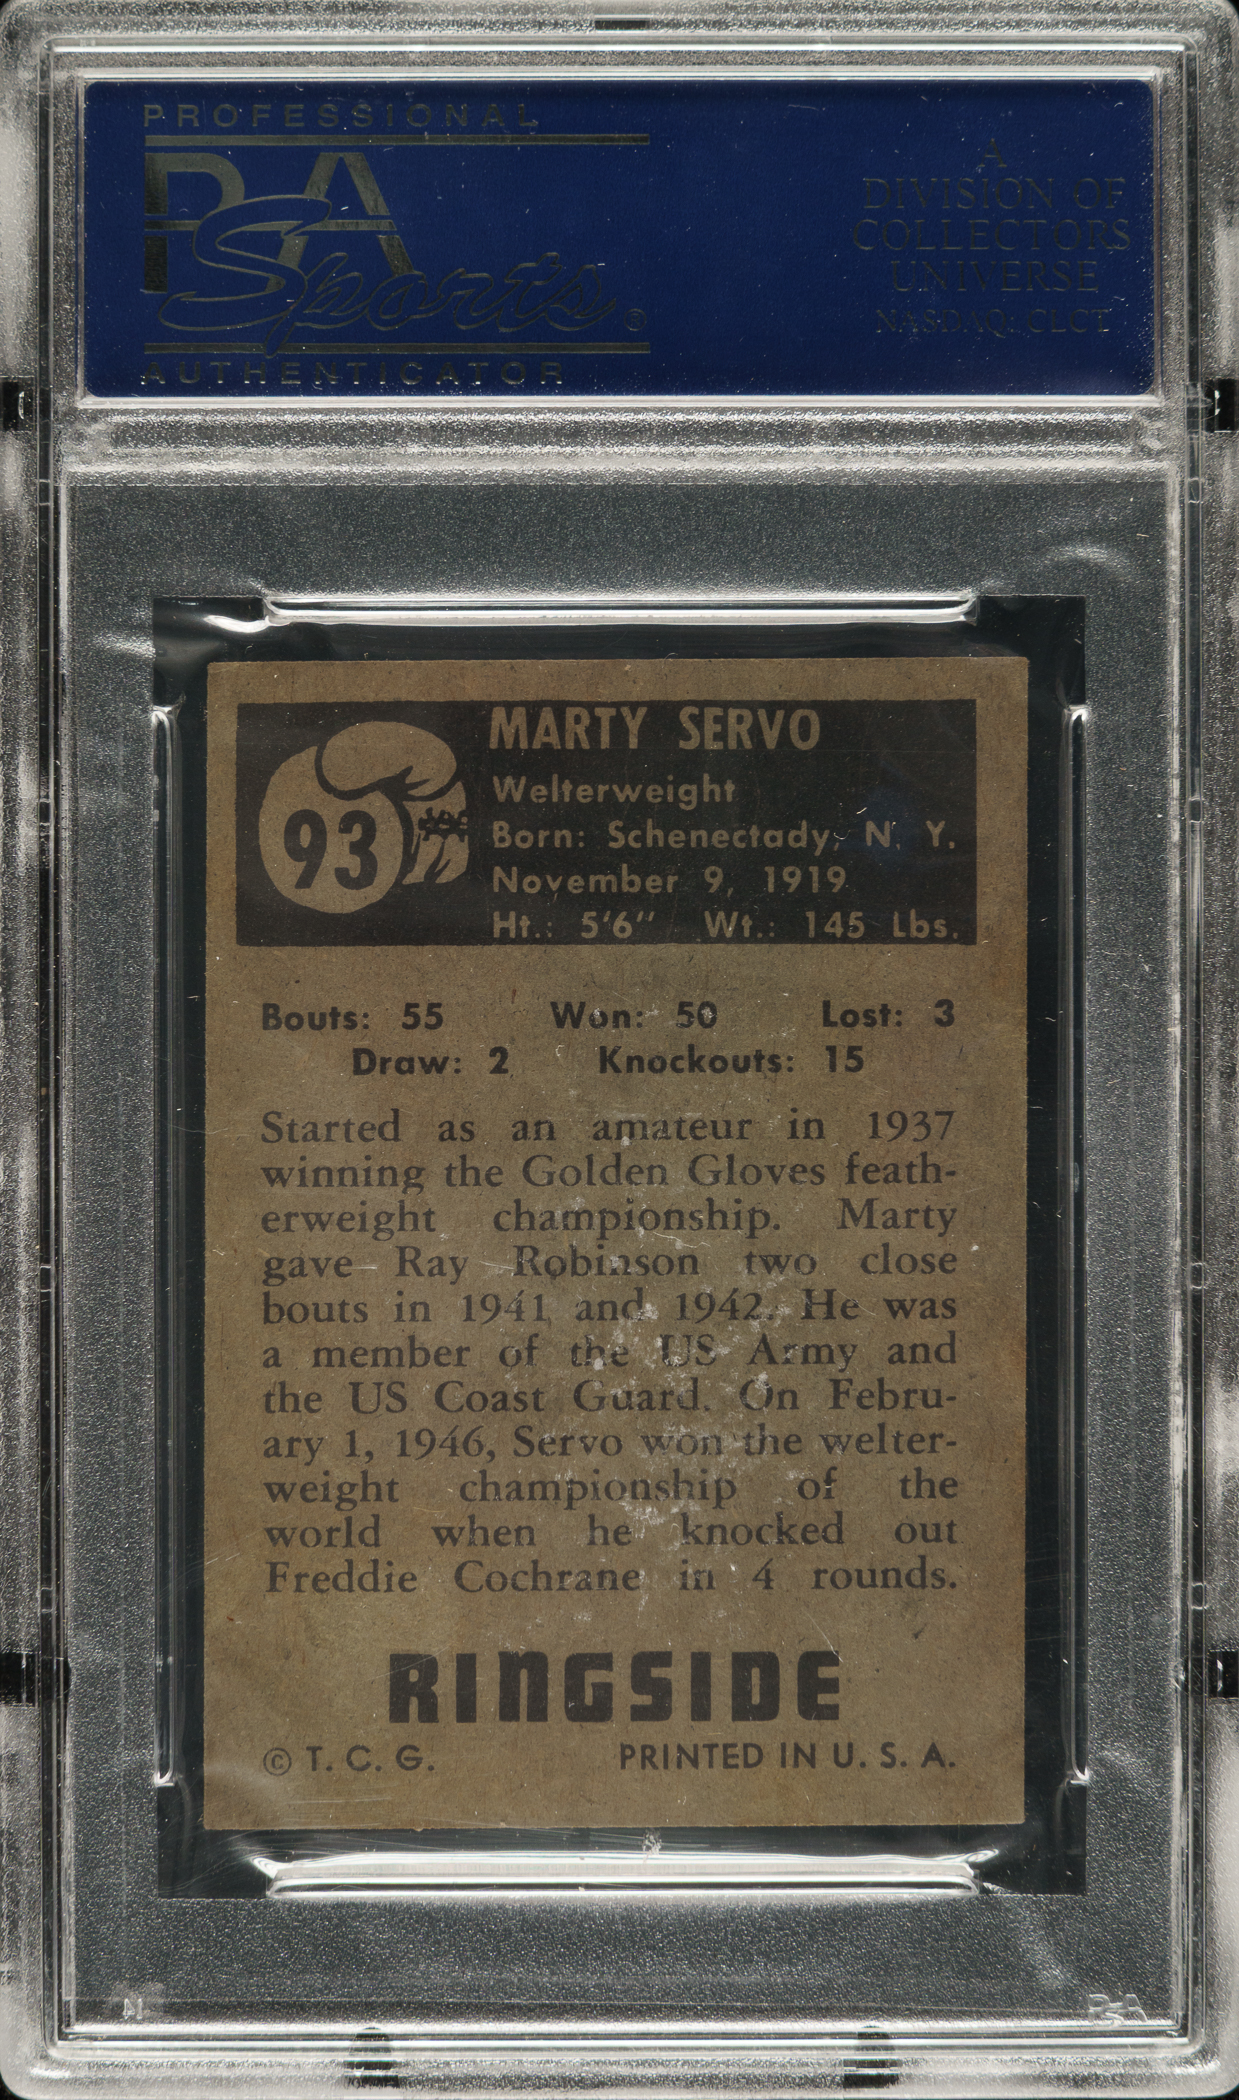 PROFESSIONAL
PSA
Sports®
AUTHENTICATOR
A
DIVISION OF
COLLECTORS
UNIVERSE
NASDAQ: CLCT
93
MARTY SERVO
Welterweight
Born: Schenectady, N. Y.
November 9, 1919
Ht.: 5'6" Wt.: 145 Lbs.
Bouts: 55 Won: 50 Lost: 3
Draw: 2 Knockouts: 15
Started as an amateur in 1937
winning the Golden Gloves feath-
erweight championship. Marty
gave Ray Robinson two close
bouts in 1941 and 1942. He was
a member of the US Army and
the US Coast Guard. On Febru-
ary 1, 1946, Servo won the welter-
weight championship of the
world when he knocked out
Freddie Cochrane in 4 rounds.
RINGSIDE
© T. C. G. PRINTED IN U. S. A.
PSA